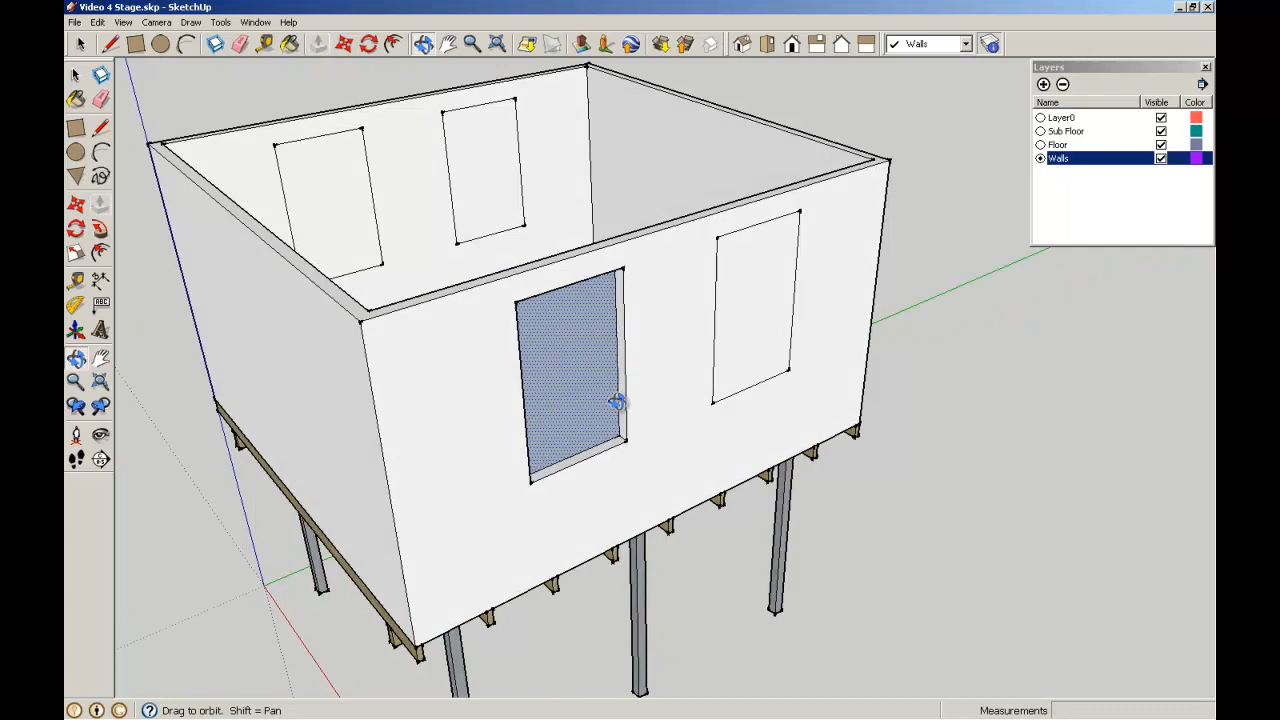 Video 4 Stage.skp - SketchUp
File Edit View Camera Draw Tools Window Help
Walls
Layers
Name Visible Color
Layer0
Sub Floor
Floor
Walls
ABC
Drag to orbit. Shift = Pan
Measurements